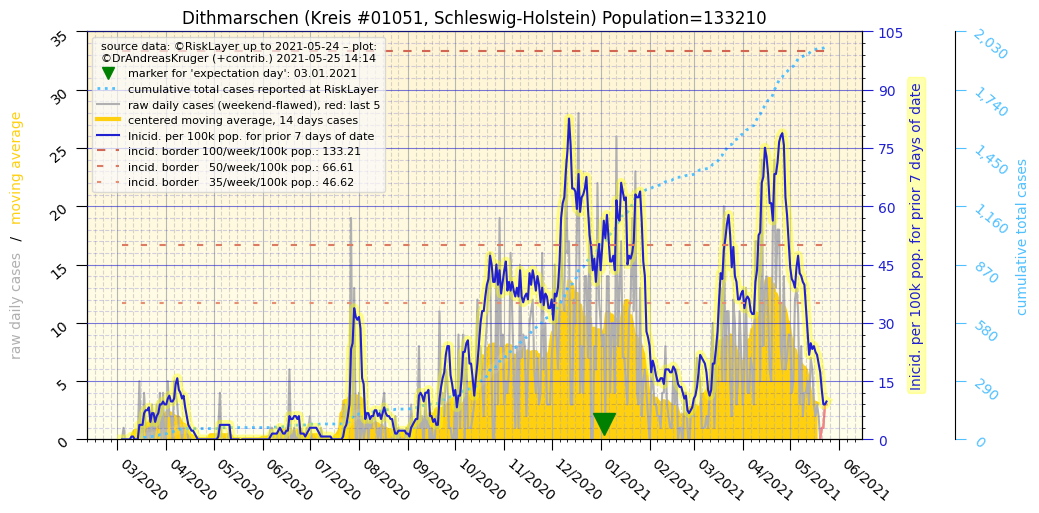 Dithmarschen (Kreis #01051, Schleswig-Holstein) Population=133210
source data: ©RiskLayer up to 2021-05-24 – plot:
©DrAndreasKruger (+contrib.) 2021-05-25 14:14
marker for 'expectation day': 03.01.2021
cumulative total cases reported at RiskLayer
raw daily cases (weekend-flawed), red: last 5
centered moving average, 14 days cases
Inicid. per 100k pop. for prior 7 days of date
incid. border 100/week/100k pop.: 133.21
incid. border 50/week/100k pop.: 66.61
incid. border 35/week/100k pop.: 46.62
raw daily cases / moving average
35
30
25
20
15
10
5
0
105
90
75
60
45
30
15
0
Inicid. per 100k pop. for prior 7 days of date
2,030
1,740
1,450
1,160
870
580
290
0
cumulative total cases
03/2020
04/2020
05/2020
06/2020
07/2020
08/2020
09/2020
10/2020
11/2020
12/2020
01/2021
02/2021
03/2021
04/2021
05/2021
06/2021